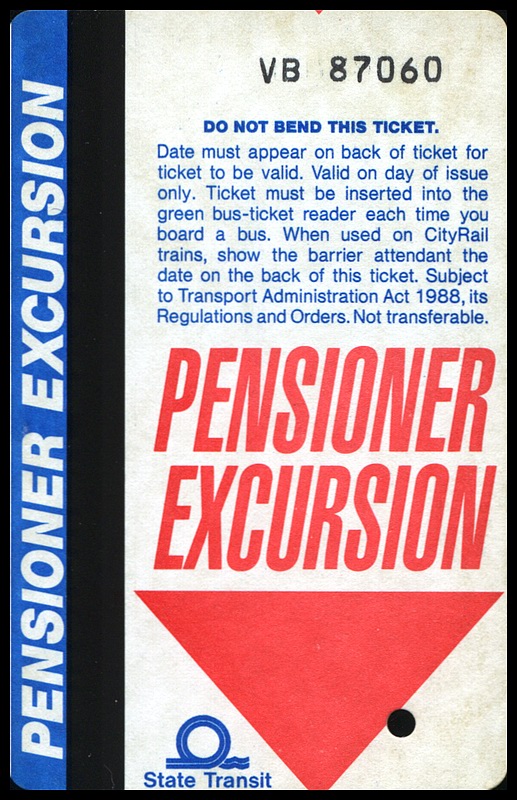 VB 87060
DO NOT BEND THIS TICKET.
Date must appear on back of ticket for
ticket to be valid. Valid on day of issue
only. Ticket must be inserted into the
green bus-ticket reader each time you
board a bus. When used on CityRail
trains, show the barrier attendant the
date on the back of this ticket. Subject
to Transport Administration Act 1988, its
Regulations and Orders. Not transferable.
PENSIONER
EXCURSION
State Transit
PENSIONER EXCURSION